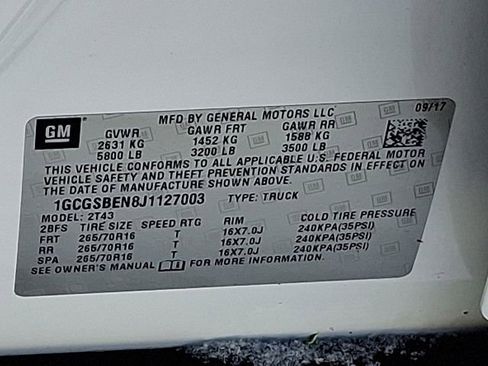 MFD BY GENERAL MOTORS LLC 09/17
GM
GVWR GAWR FRT GAWR RR
2631 KG 1452 KG 1588 KG
5800 LB 3200 LB 3500 LB
THIS VEHICLE CONFORMS TO ALL APPLICABLE U.S. FEDERAL MOTOR
VEHICLE SAFETY AND THEFT PREVENTION STANDARDS IN EFFECT ON
THE DATE OF MANUFACTURE SHOWN ABOVE.
1GCGSBEN8J1127003 TYPE: TRUCK
MODEL: 2T43
2BFS TIRE SIZE SPEED RTG RIM COLD TIRE PRESSURE
FRT 265/70R16 T 16X7.0J 240KPA(35PSI)
RR 265/70R16 T 16X7.0J 240KPA(35PSI)
SPA 265/70R16 T 16X7.0J 240KPA(35PSI)
SEE OWNER'S MANUAL FOR MORE INFORMATION.